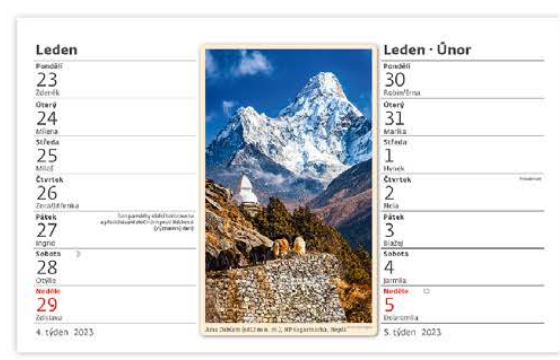 Leden
Pondělí
23
Zdeněk
Úterý
24
Milena
Středa
25
Miloš
Čtvrtek
26
Zora/Jiřenka
Pátek
27
Ingrid
Sobota
28
Otýlie
Neděle
29
Zdislava
4. týden 2023
Leden · Únor
Pondělí
30
Robin/Erna
Úterý
31
Marika
Středa
1
Hynek
Čtvrtek
2
Nela
Pátek
3
Blažej
Sobota
4
Jarmila
Neděle
5
Dobromila
5. týden 2023